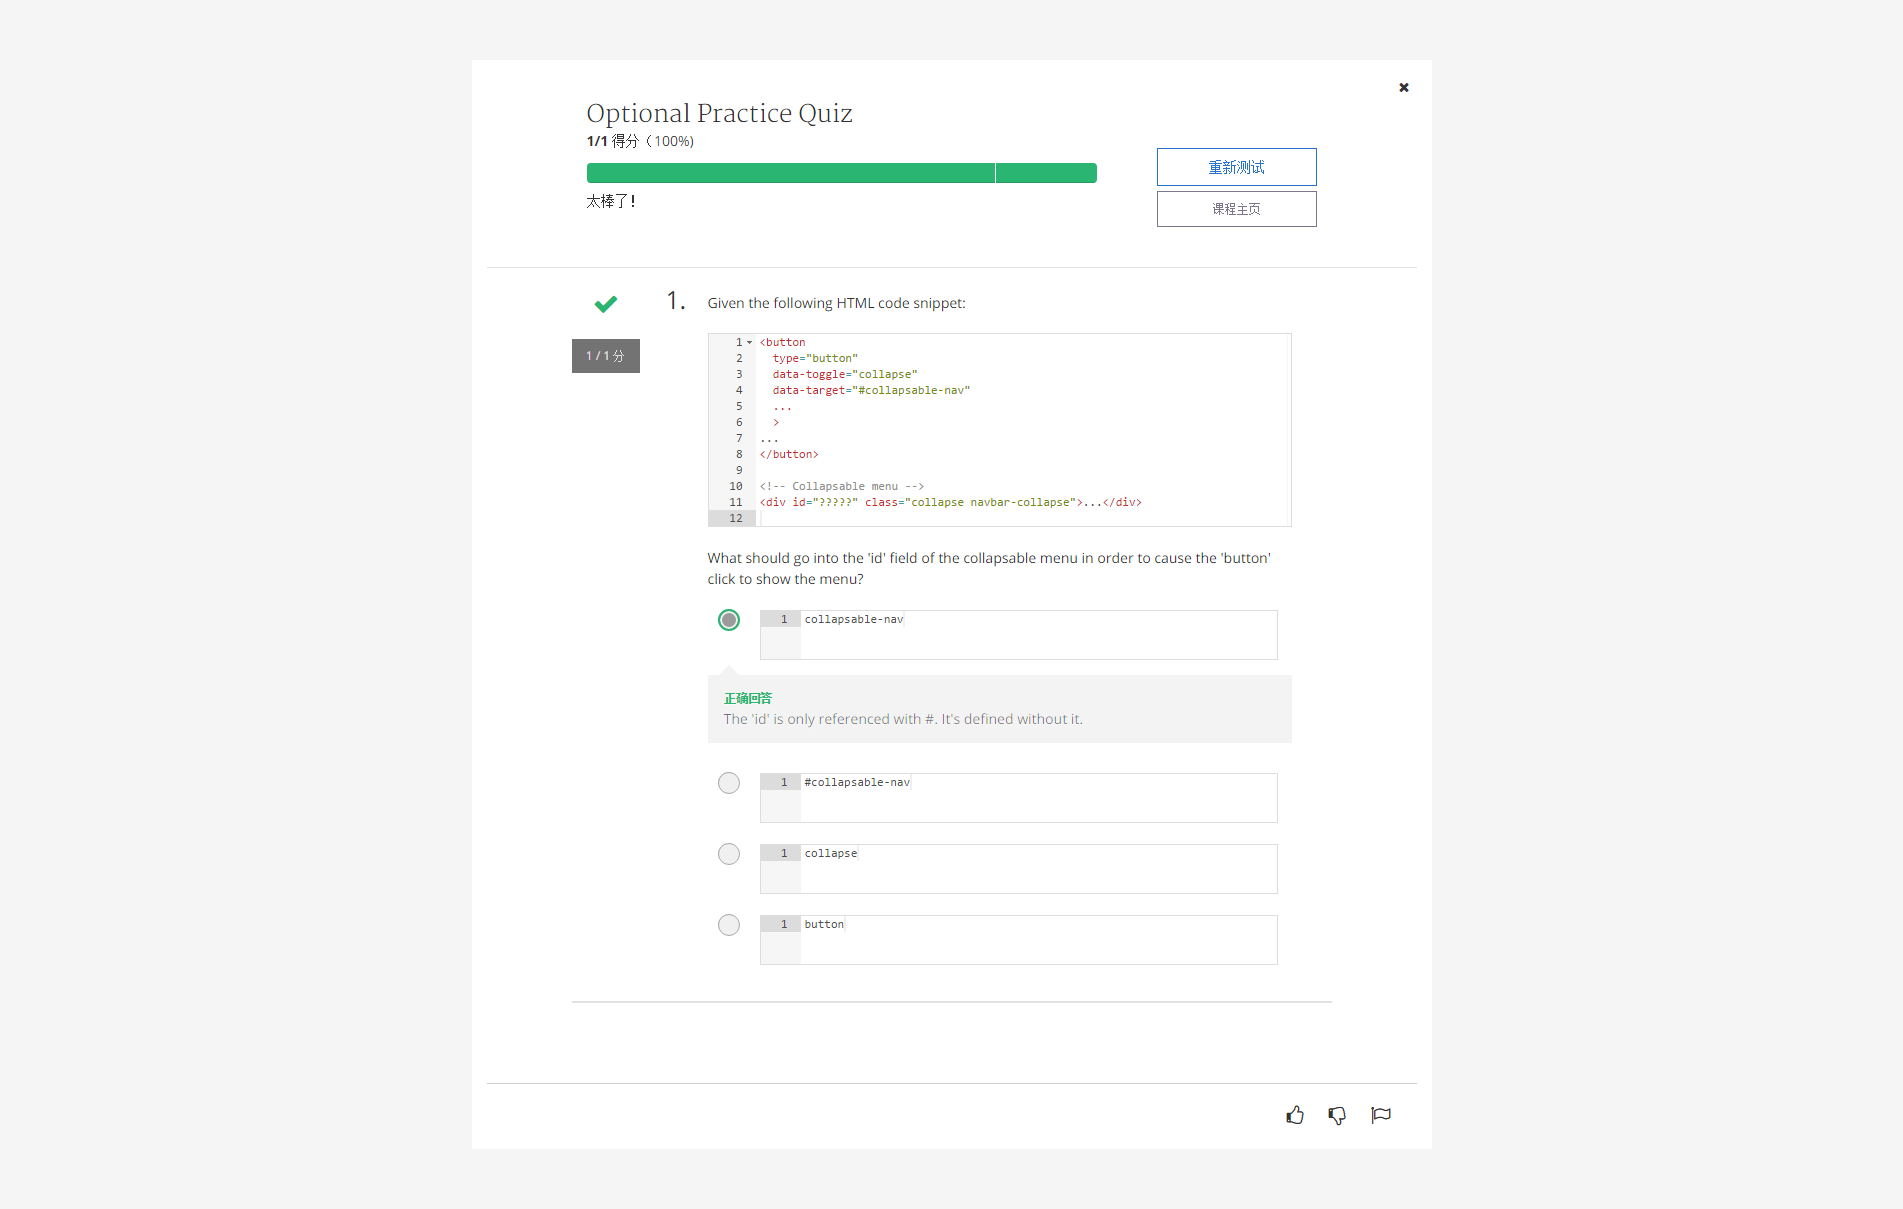 Optional Practice Quiz
1/1 得分（100%)
重新测试
太棒了!
课程主页
1 / 1 分
1. Given the following HTML code snippet:
1 <button
2 type="button"
3 data-toggle="collapse"
4 data-target="#collapsable-nav"
5 ...
6 >
7 ...
8 </button>
9
10 <!-- Collapsable menu -->
11 <div id="?????" class="collapse navbar-collapse">...</div>
12
What should go into the 'id' field of the collapsable menu in order to cause the 'button'
click to show the menu?
1 collapsable-nav
正确回答
The 'id' is only referenced with #. It's defined without it.
1 #collapsable-nav
1 collapse
1 button